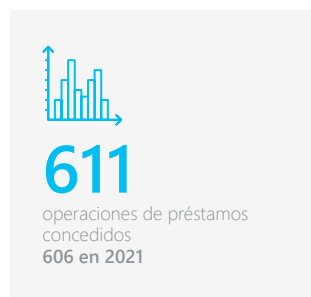 611
operaciones de préstamos
concedidos
606 en 2021